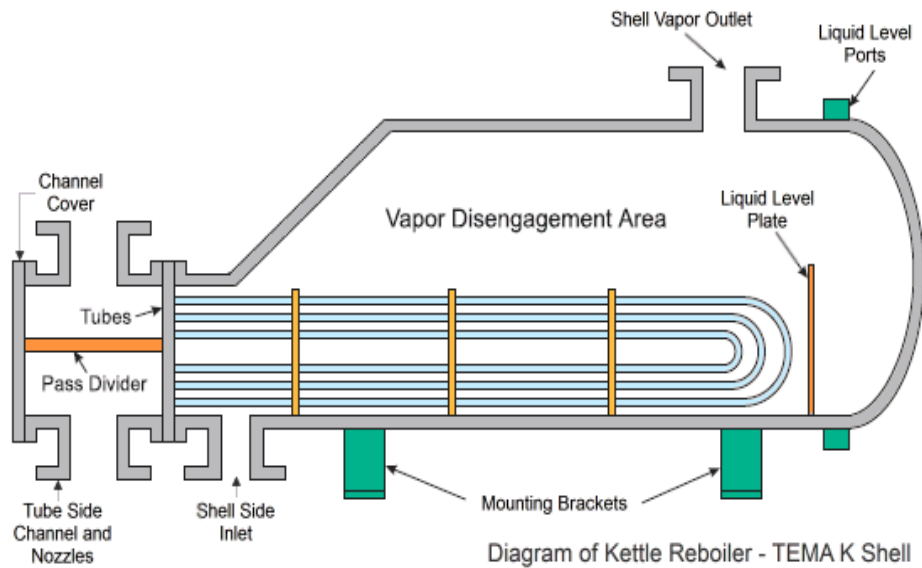 Shell Vapor Outlet
Liquid Level
Ports
Channel
Cover
Liquid Level
Plate
Vapor Disengagement Area
Tubes
Pass Divider
Tube Side
Channel and
Nozzles
Shell Side
Inlet
Mounting Brackets
Diagram of Kettle Reboiler - TEMA K Shell